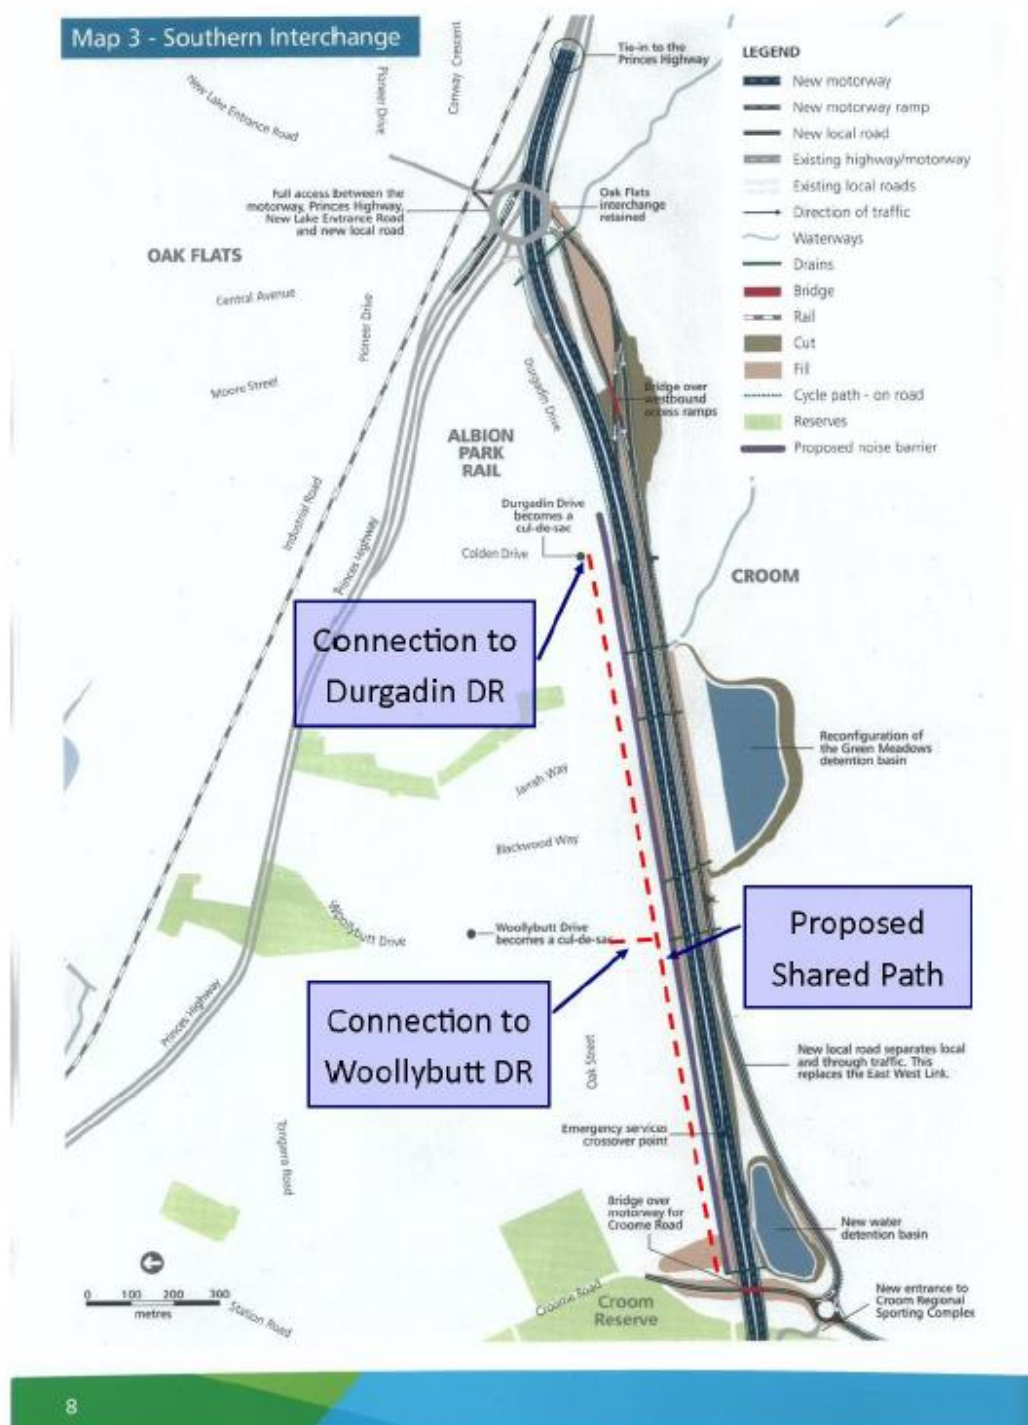 Map 3 - Southern Interchange
Tie-in to the
Princes Highway
New Lake Entrance Road
Pioneer Drive
Conway Crescent
LEGEND
New motorway
New motorway ramp
New local road
Existing highway/motorway
Existing local roads
Direction of traffic
Waterways
Drains
Bridge
Rail
Cut
Fill
Cycle path - on road
Reserves
Proposed noise barrier
Full access between the
motorway, Princes Highway,
New Lake Entrance Road
and new local road
Oak Flats
interchange
retained
OAK FLATS
Central Avenue
Pioneer Drive
Moore Street
Durgadin Drive
Bridge over
westbound
access ramps
ALBION
PARK
RAIL
Industrial Road
Princes Highway
Durgadin Drive
becomes a
cul-de-sac
Colden Drive
CROOM
Connection to
Durgadin DR
Reconfiguration of
the Green Meadows
detention basin
Jarrah Way
Blackwood Way
Woollybutt Drive
Woollybutt Drive
becomes a cul-de-sac
Proposed
Shared Path
Princes Highway
Connection to
Woollybutt DR
Oak Street
New local road separates local
and through traffic. This
replaces the East West Link.
Emergency services
crossover point
Tongarra Road
Bridge over
motorway for
Croome Road
New water
detention basin
0 100 200 300
metres
Station Road
Croome Road
Croom
Reserve
New entrance to
Croom Regional
Sporting Complex
8